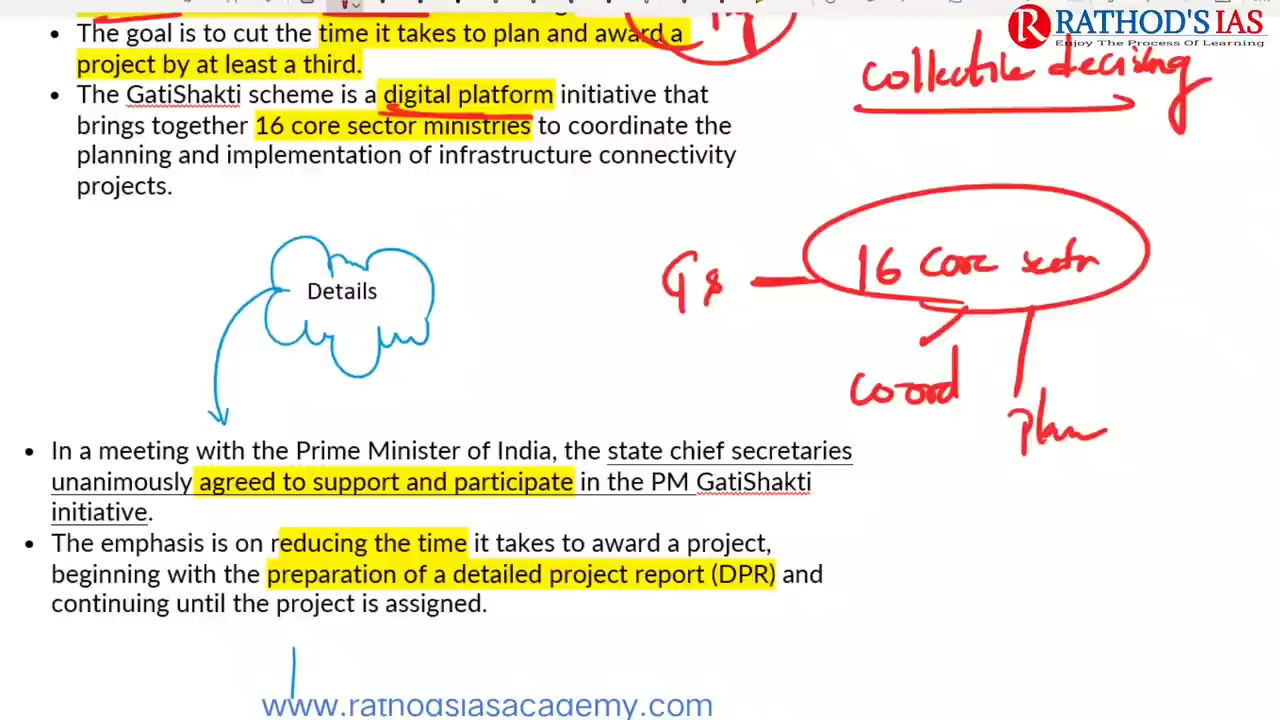 RATHOD'S IAS
Enjoy The Process Of Learning
• The goal is to cut the time it takes to plan and award a
project by at least a third.
• The GatiShakti scheme is a digital platform initiative that
brings together 16 core sector ministries to coordinate the
planning and implementation of infrastructure connectivity
projects.
collective
16 core sectr
coord
plan
Details
• In a meeting with the Prime Minister of India, the state chief secretaries
unanimously agreed to support and participate in the PM GatiShakti
initiative.
• The emphasis is on reducing the time it takes to award a project,
beginning with the preparation of a detailed project report (DPR) and
continuing until the project is assigned.
www.rathodsiasacademy.com